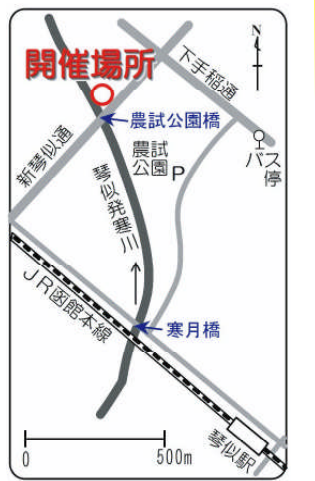 N
開催場所
下手稲通
農試公園橋
新琴似通
農試
公園
P
バス
停
琴似発寒川
JR函館本線
寒月橋
琴似駅
0
500m